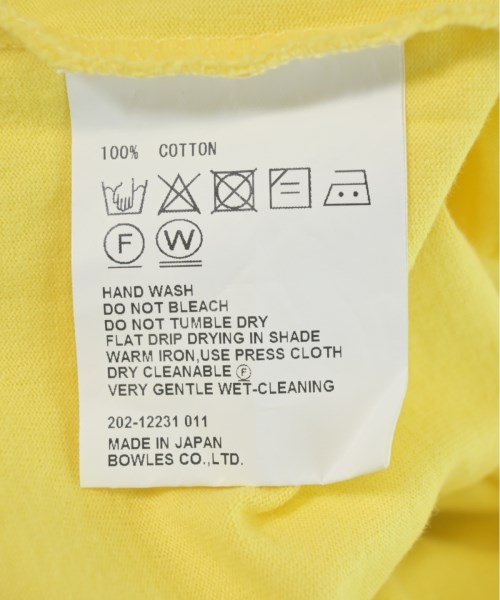 100% COTTON
F W
HAND WASH
DO NOT BLEACH
DO NOT TUMBLE DRY
FLAT DRIP DRYING IN SHADE
WARM IRON,USE PRESS CLOTH
DRY CLEANABLE Ⓕ
VERY GENTLE WET-CLEANING
202-12231 011
MADE IN JAPAN
BOWLES CO.,LTD.